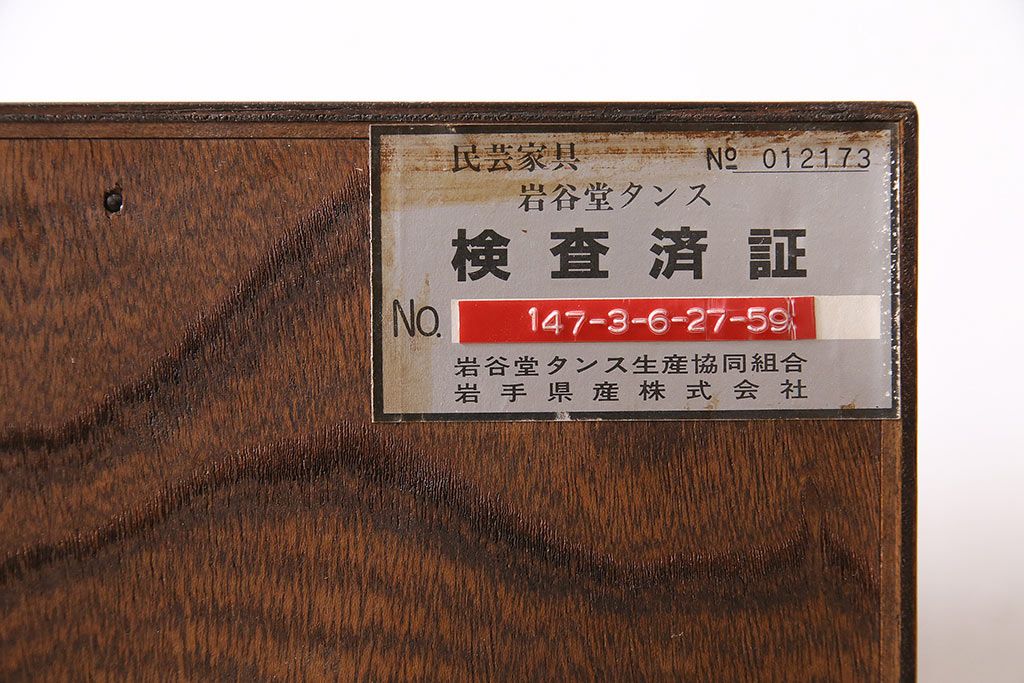 民芸家具 No 012173
岩谷堂タンス
検査済証
No. 147-3-6-27-59
岩谷堂タンス生産協同組合
岩手県産株式会社